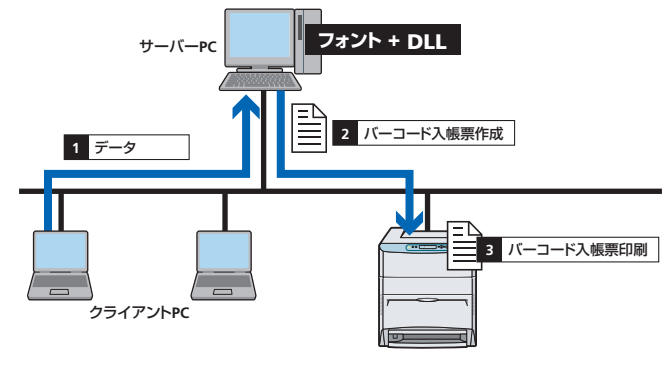 サーバーPC
フォント + DLL
1 データ
2 バーコード入帳票作成
3 バーコード入帳票印刷
クライアントPC